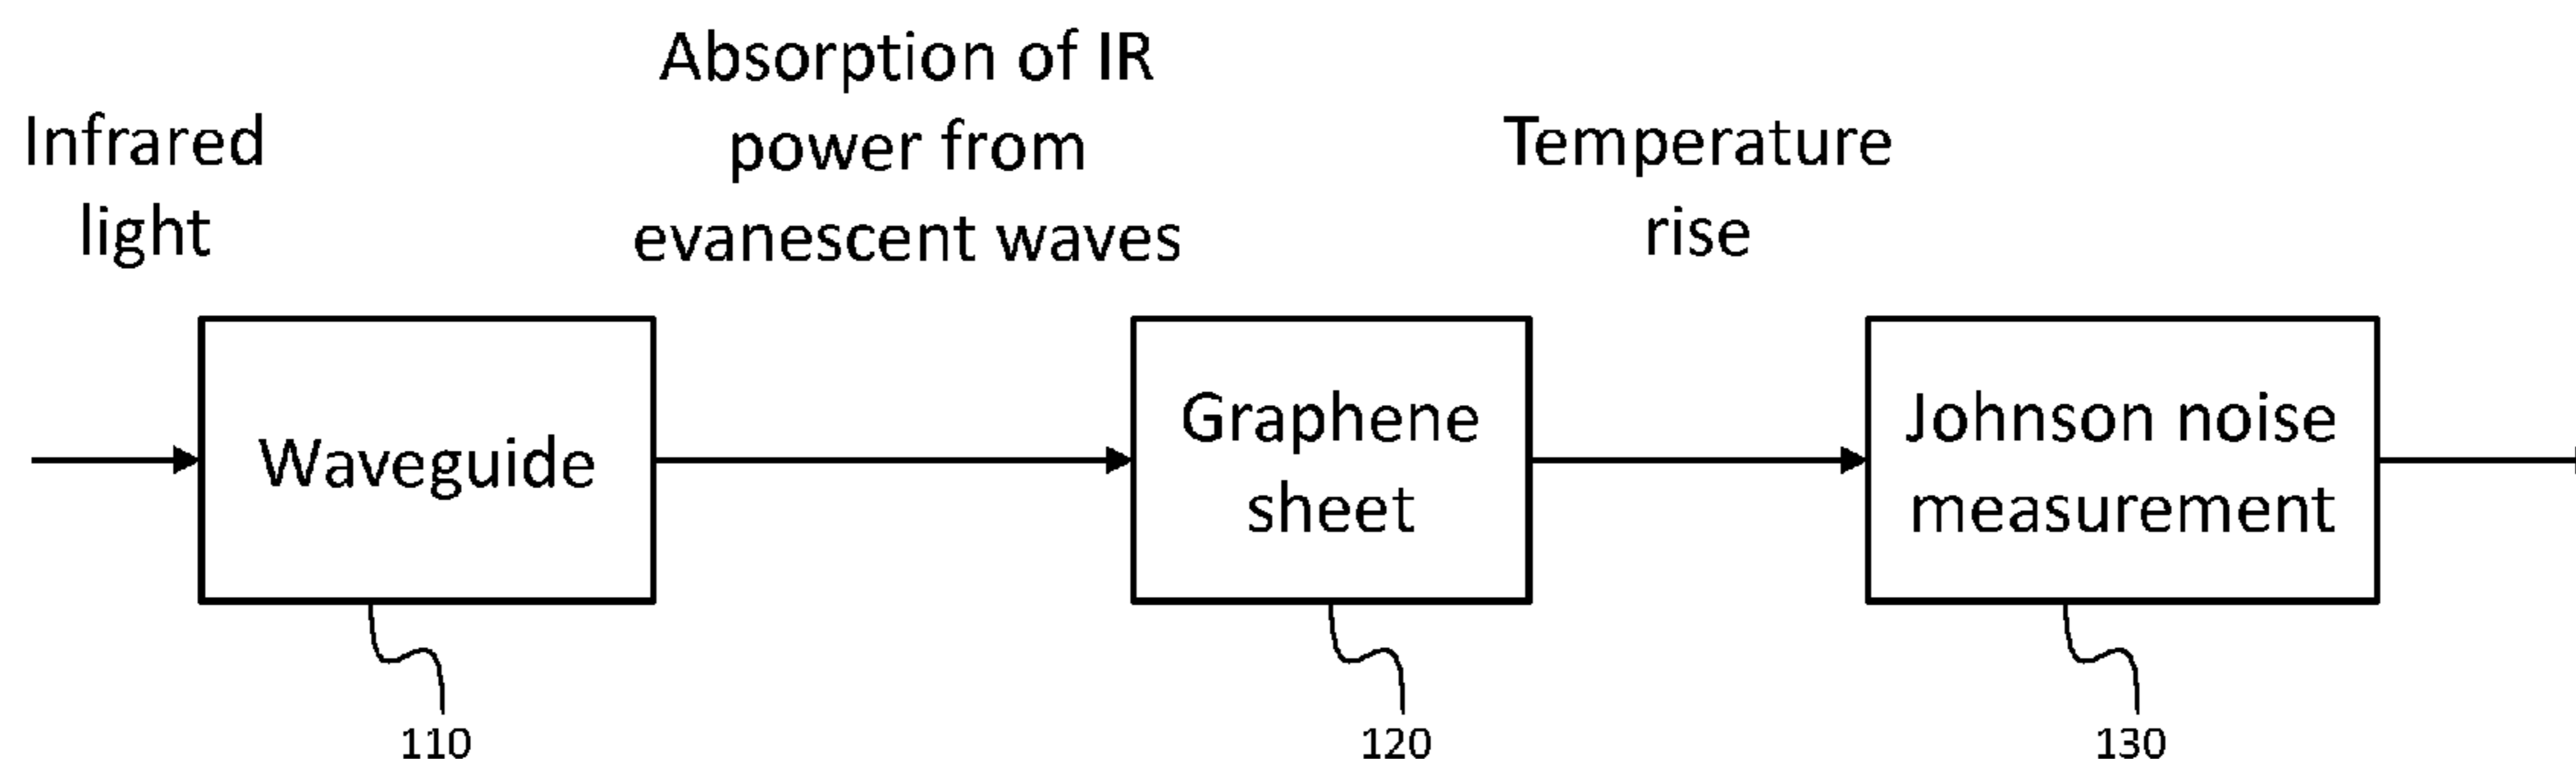 Infrared
light
Absorption of IR
power from
evanescent waves
Temperature
rise
Waveguide
Graphene
sheet
Johnson noise
measurement
110
120
130